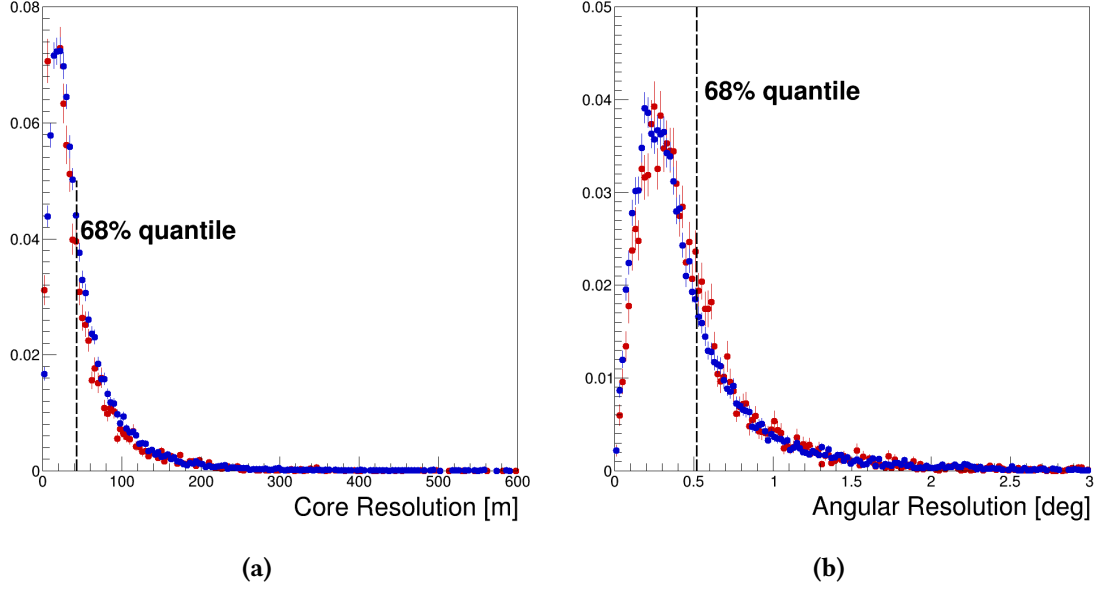 0.08
0.06
0.04
0.02
0
68% quantile
0 100 200 300 400 500 600
Core Resolution [m]
(a)
0.05
0.04
0.03
0.02
0.01
0
68% quantile
0 0.5 1 1.5 2 2.5 3
Angular Resolution [deg]
(b)